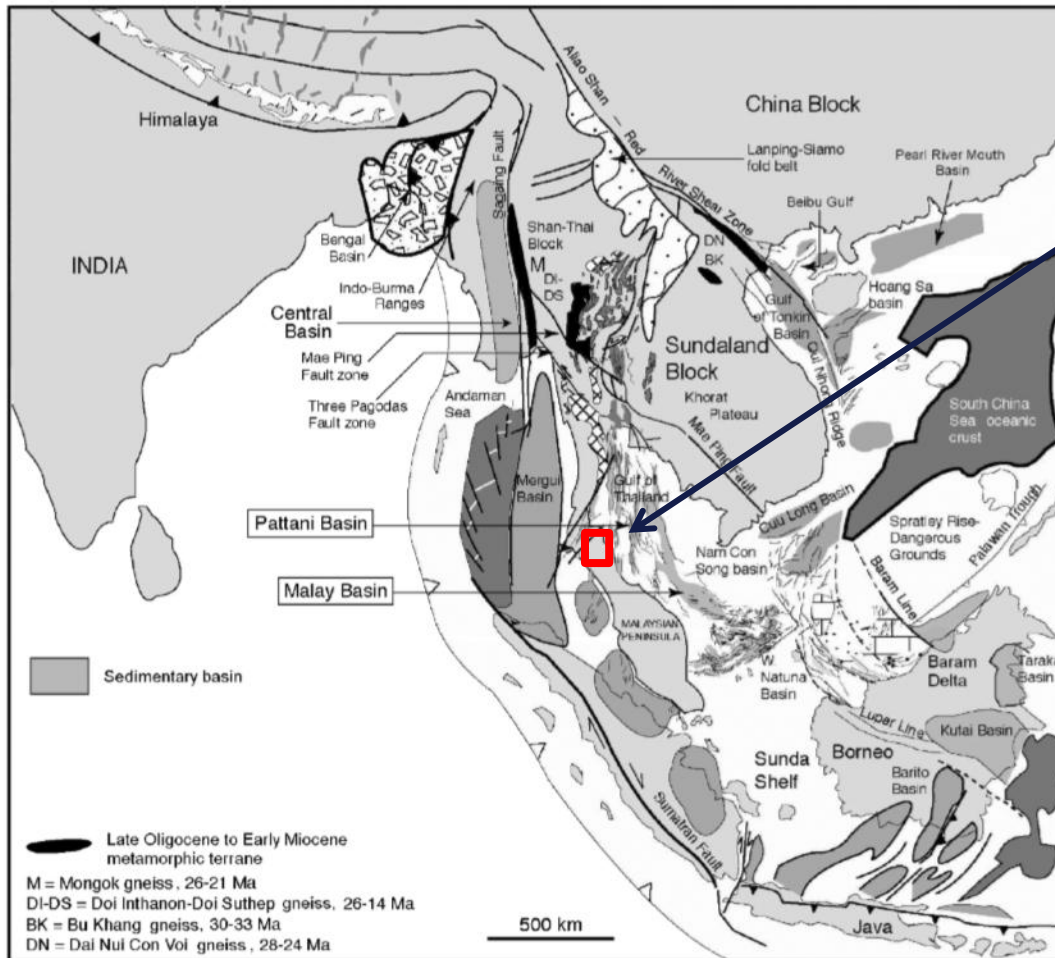 Himalaya
Aliao Shan – Red
River Shear Zone
China Block
Lanping-Siamo
fold belt
Pearl River Mouth
Basin
Beibu Gulf
Sagaing Fault
Shan-Thai
Block
M
DI-
DS
DN
BK
Bengal
Basin
INDIA
Indo-Burma
Ranges
Central
Basin
Mae Ping
Fault zone
Three Pagodas
Fault zone
Gulf
of Tonkin
Basin
Hoang Sa
basin
Qui Nhong Ridge
Sundaland
Block
Khorat
Plateau
Mae Ping Fault
South China
Sea oceanic
crust
Andaman
Sea
Mergui
Basin
Gulf of
Thailand
Pattani Basin
Malay Basin
Cuu Long Basin
Nam Con
Song basin
Spratley Rise-
Dangerous
Grounds
Palawan Trough
Baram Line
MALAYSIAN
PENINSULA
W.
Natuna
Basin
Baram
Delta
Taraka
Basin
Sedimentary basin
Lupar Line
Kutai Basin
Borneo
Sunda
Shelf
Barito
Basin
Sumatran Fault
Java
Late Oligocene to Early Miocene
metamorphic terrane
M = Mongok gneiss, 26-21 Ma
DI-DS = Doi Inthanon-Doi Suthep gneiss, 26-14 Ma
BK = Bu Khang gneiss, 30-33 Ma
DN = Dai Nui Con Voi gneiss, 28-24 Ma
500 km